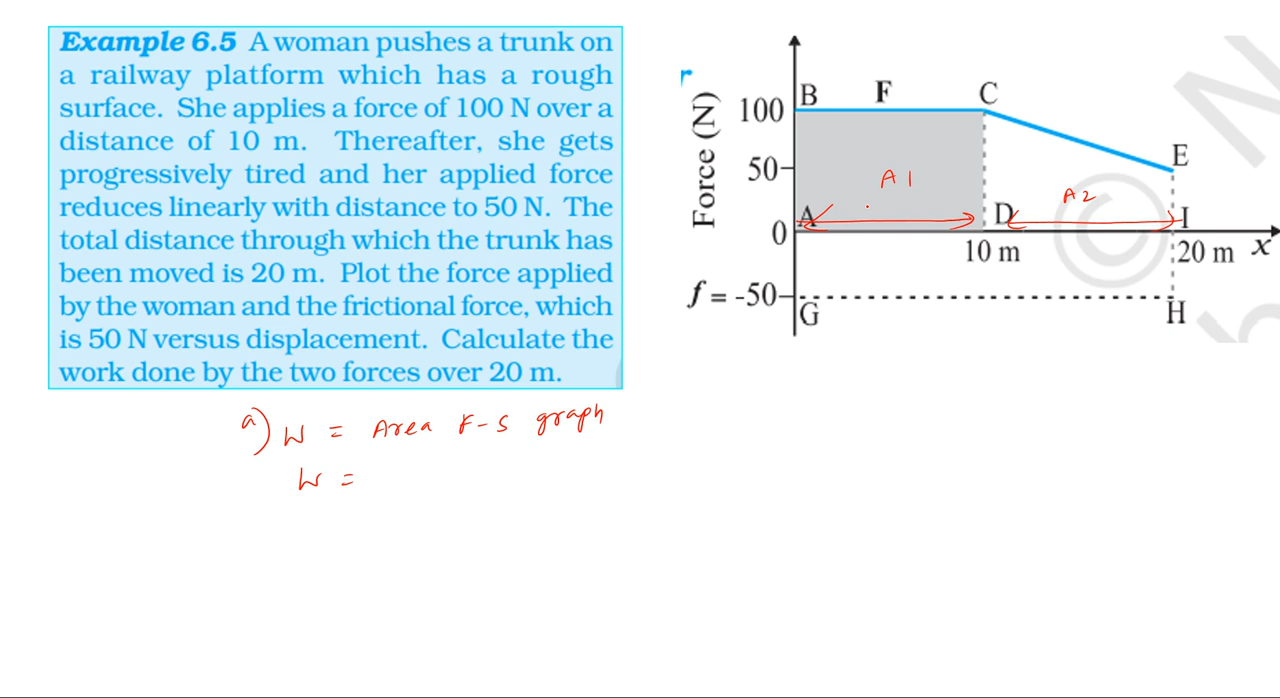 Example 6.5 A woman pushes a trunk on
a railway platform which has a rough
surface. She applies a force of 100 N over a
distance of 10 m. Thereafter, she gets
progressively tired and her applied force
reduces linearly with distance to 50 N. The
total distance through which the trunk has
been moved is 20 m. Plot the force applied
by the woman and the frictional force, which
is 50 N versus displacement. Calculate the
work done by the two forces over 20 m.
a) W = Area F-S graph
W =
Force (N)
B F C
100
E
50
A1
A2
A D I
0
10 m 20 m x
f = -50
G H
©
N